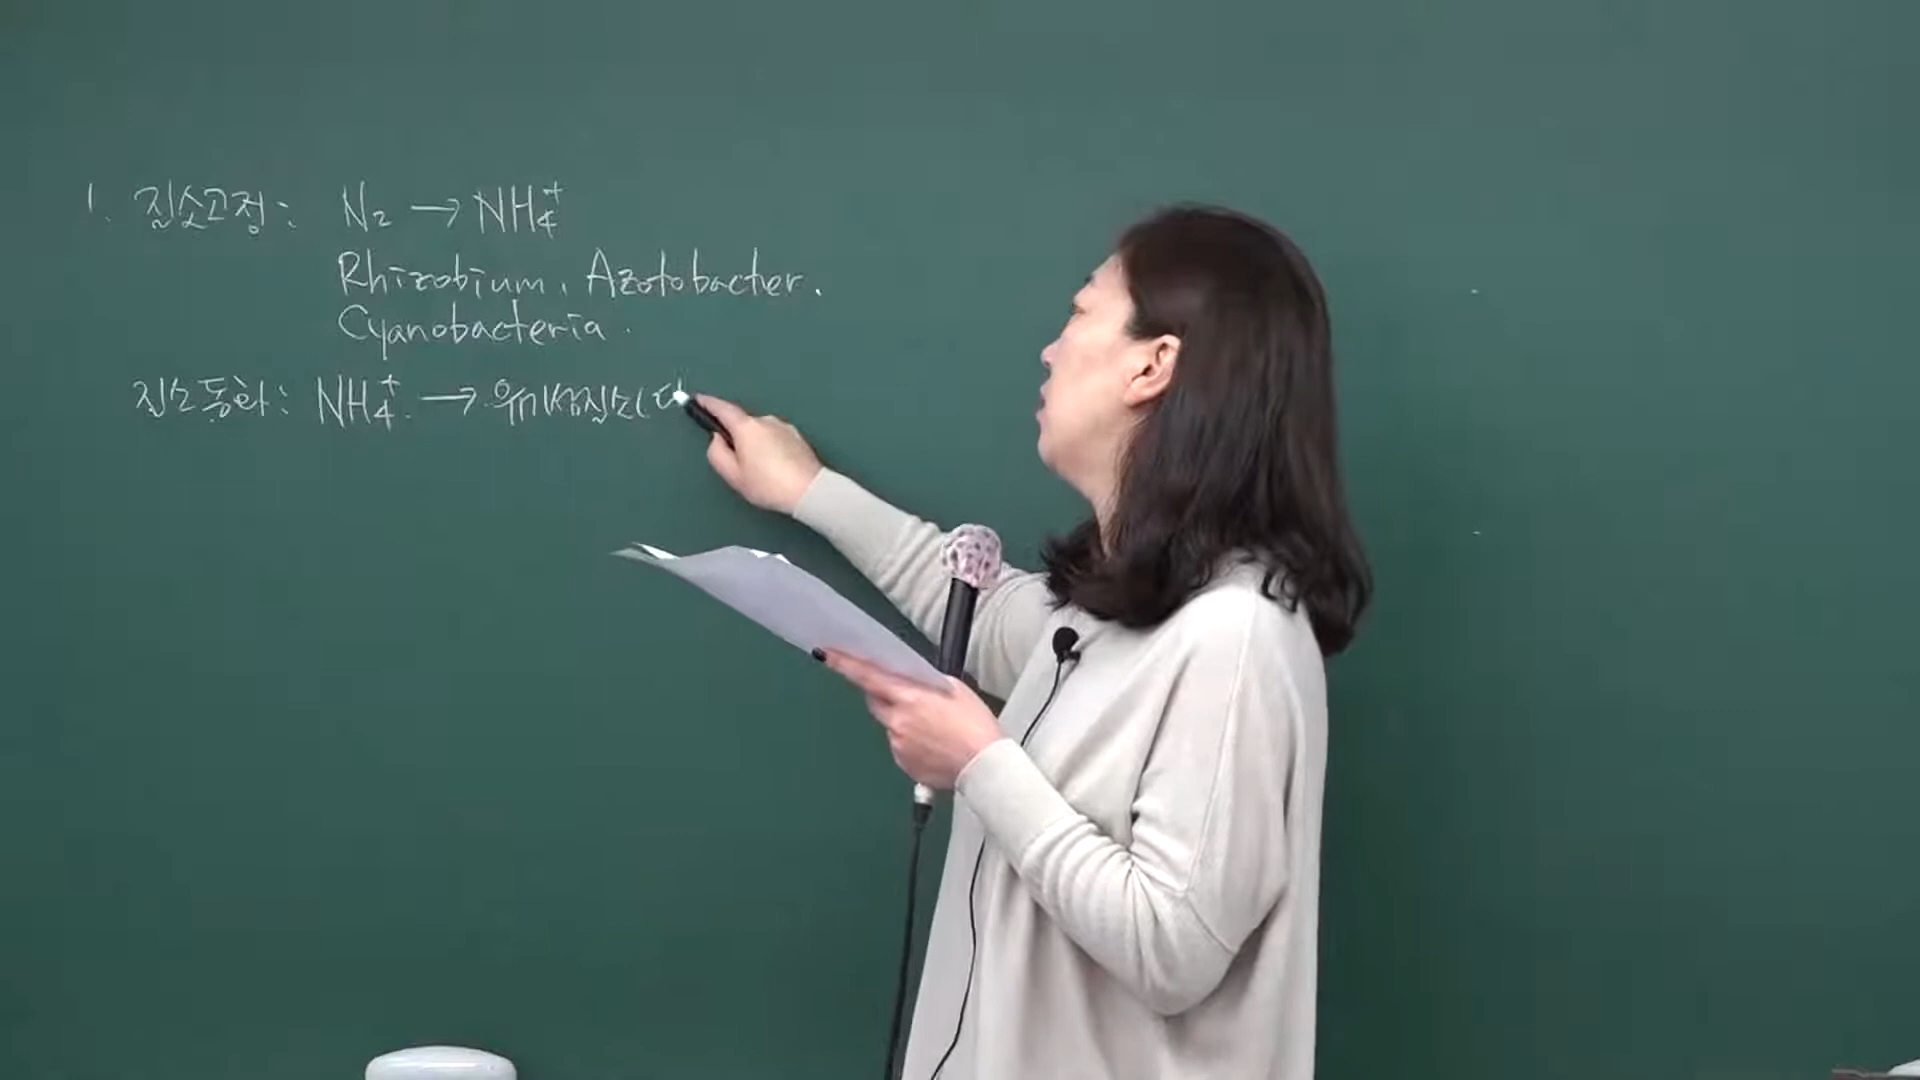 1. 질소고정: N₂ → NH₄⁺
Rhizobium, Azotobacter.
Cyanobacteria.
질소동화: NH₄⁺ → 유기성질소(